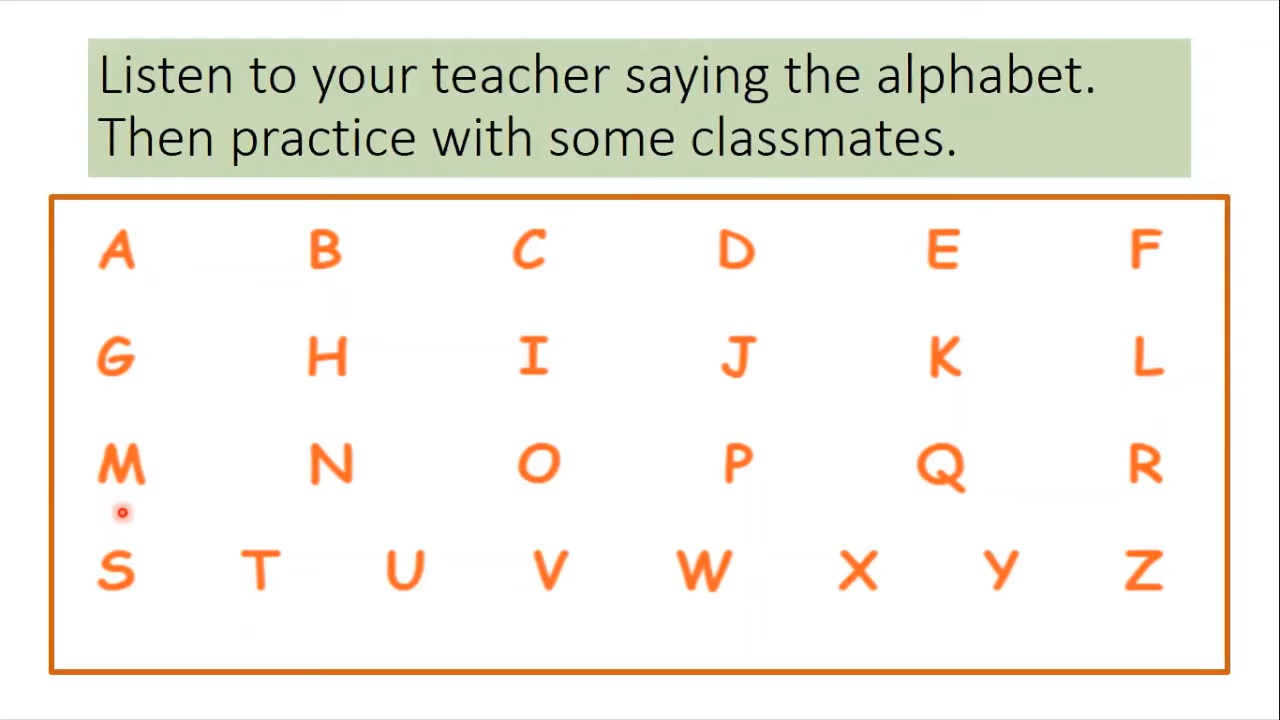 Listen to your teacher saying the alphabet.
Then practice with some classmates.
A B C D E F
G H I J K L
M N O P Q R
S T U V W X Y Z